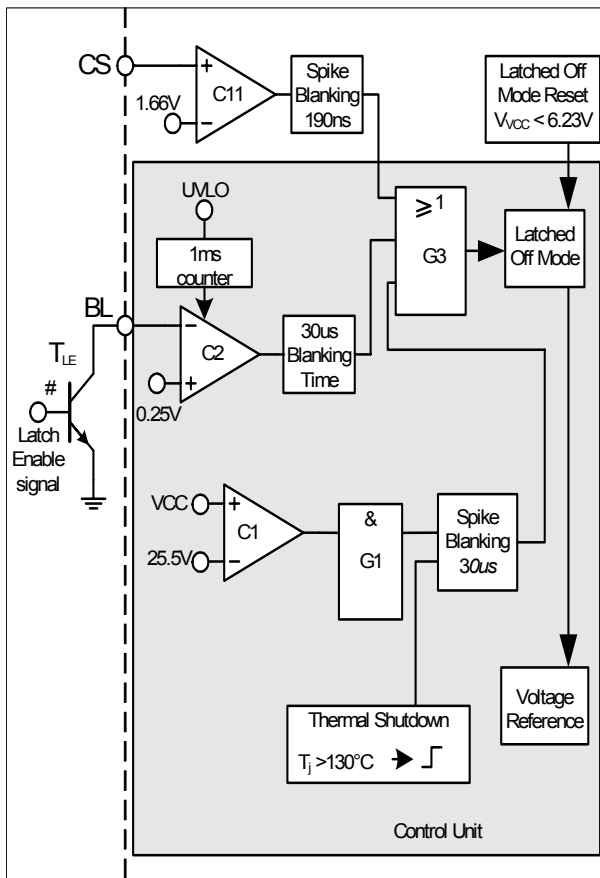 CS
+
C11
1.66V
−
Spike
Blanking
190ns
Latched Off
Mode Reset
VVCC < 6.23V
UVLO
1ms
counter
≥1
G3
Latched
Off Mode
BL
−
C2
+
0.25V
30us
Blanking
Time
TLE
#
Latch
Enable
signal
VCC
+
C1
25.5V
−
&
G1
Spike
Blanking
30us
Thermal Shutdown
Tj >130°C
Voltage
Reference
Control Unit